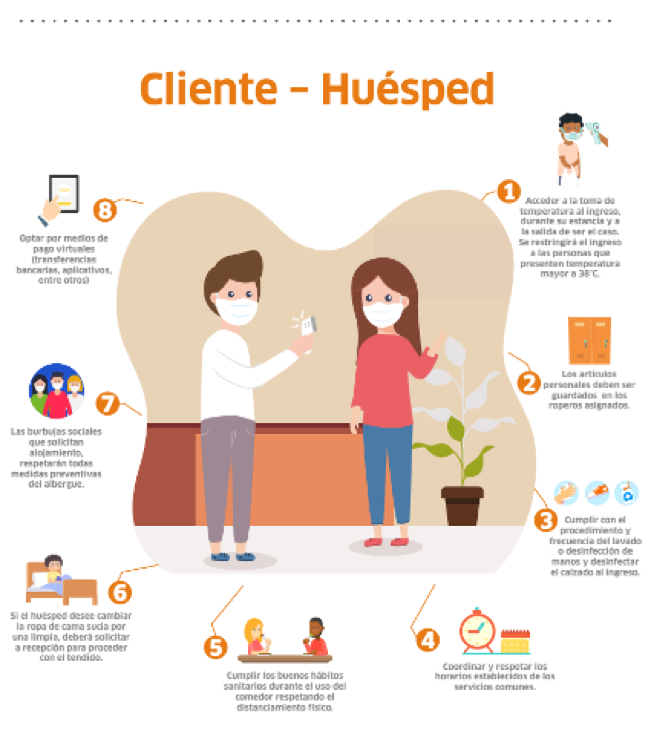 Cliente – Huésped
1
Acceder a la toma de
temperatura al ingreso,
durante su estancia y a
la salida de ser el caso.
Se restringirá el ingreso
a las personas que
presenten temperatura
mayor a 38°C.
2
Los artículos
personales deben ser
guardados en los
roperos asignados.
3
Cumplir con el
procedimiento y
frecuencia del lavado
o desinfección de
manos y desinfectar
el calzado al ingreso.
4
Coordinar y respetar los
horarios establecidos de los
servicios comunes.
5
Cumplir los buenos hábitos
sanitarios durante el uso del
comedor respetando el
distanciamiento físico.
6
Si el huésped desee cambiar
la ropa de cama sucia por
una limpia, deberá solicitar
a recepción para proceder
con el tendido.
7
Las burbujas sociales
que solicitan
alojamiento,
respetarán todas
medidas preventivas
del albergue.
8
Optar por medios de
pago virtuales
(transferencias
bancarias, aplicativos,
entre otros)